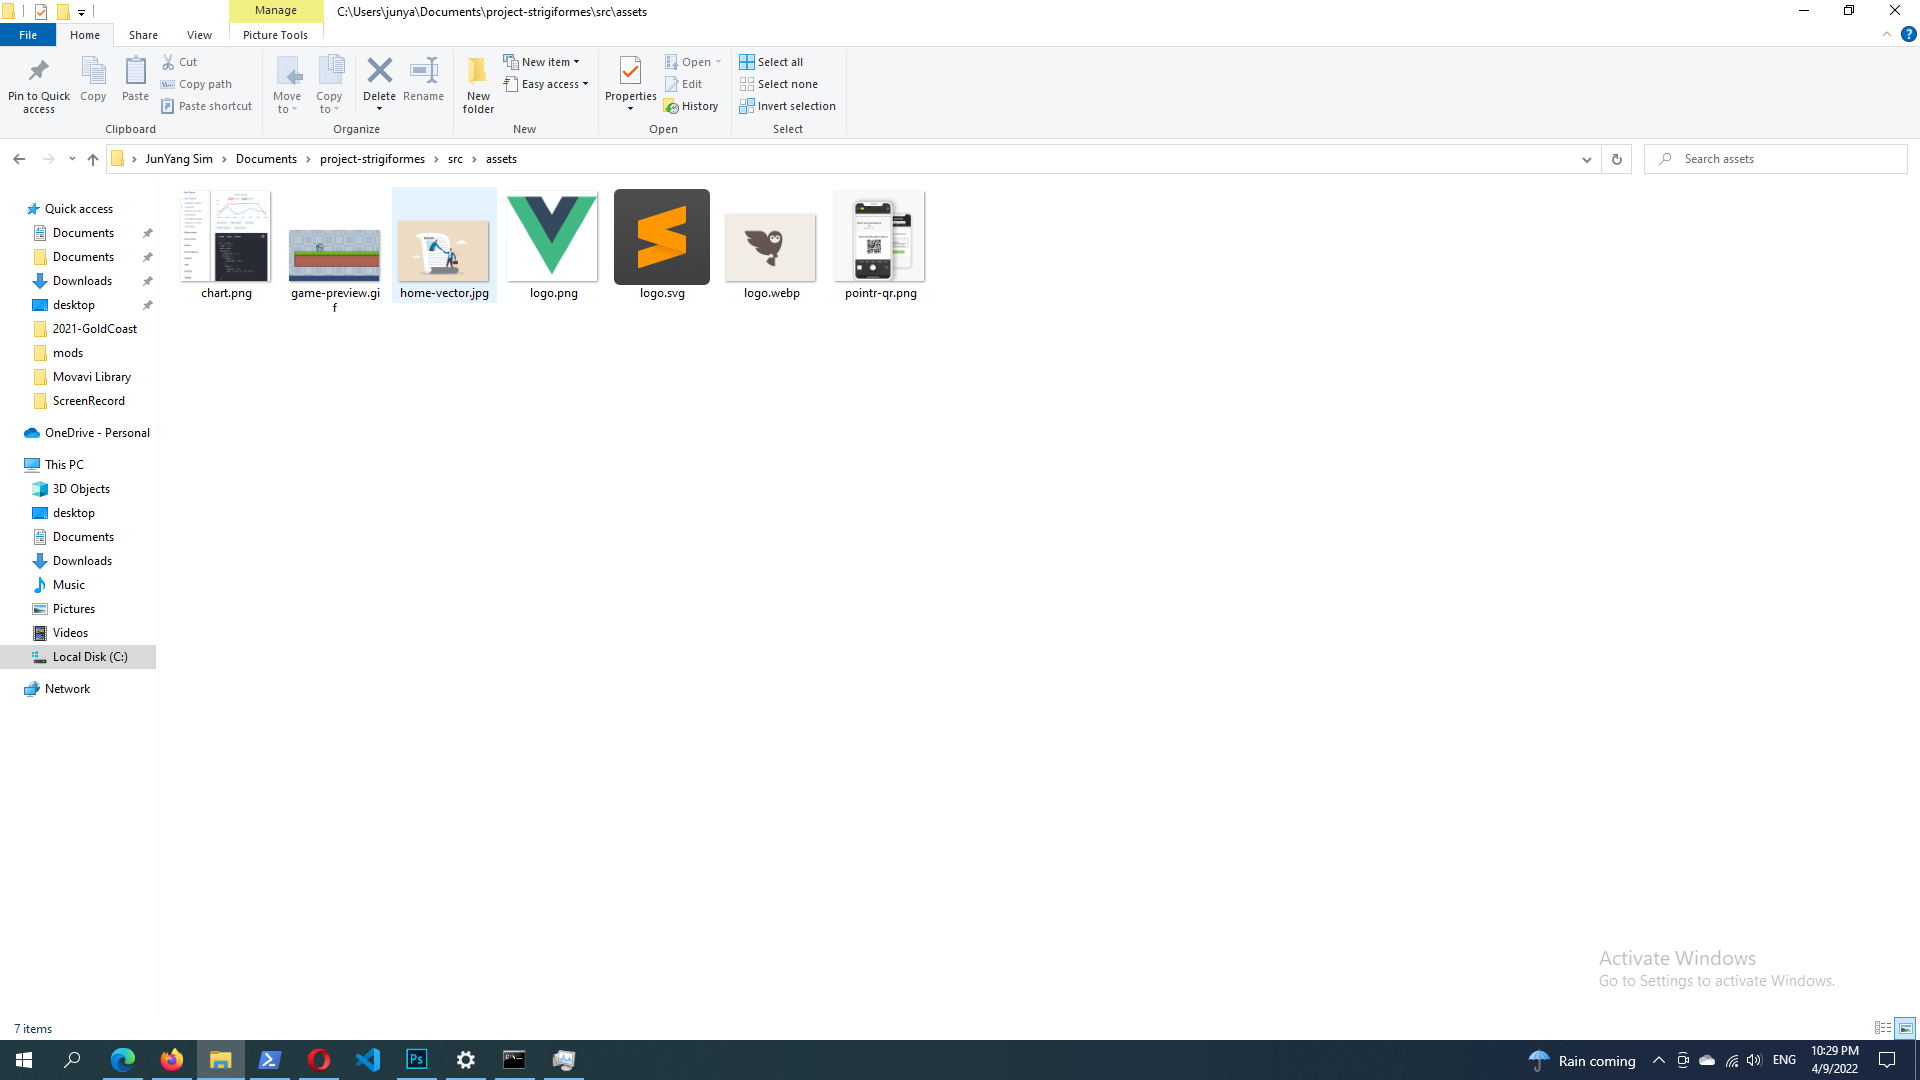 Manage
C:\Users\junya\Documents\project-strigiformes\src\assets
File
Home
Share
View
Picture Tools
Pin to Quick access
Copy
Paste
Cut
Copy path
Paste shortcut
Clipboard
Move to
Copy to
Delete
Rename
Organize
New folder
New item
Easy access
New
Properties
Open
Edit
History
Open
Select all
Select none
Invert selection
Select
JunYang Sim
Documents
project-strigiformes
src
assets
Search assets
Quick access
Documents
Documents
Downloads
desktop
2021-GoldCoast
mods
Movavi Library
ScreenRecord
OneDrive - Personal
This PC
3D Objects
desktop
Documents
Downloads
Music
Pictures
Videos
Local Disk (C:)
Network
chart.png
game-preview.gi
f
home-vector.jpg
logo.png
logo.svg
logo.webp
pointr-qr.png
Activate Windows
Go to Settings to activate Windows.
7 items
Ps
Rain coming
ENG
10:29 PM
4/9/2022